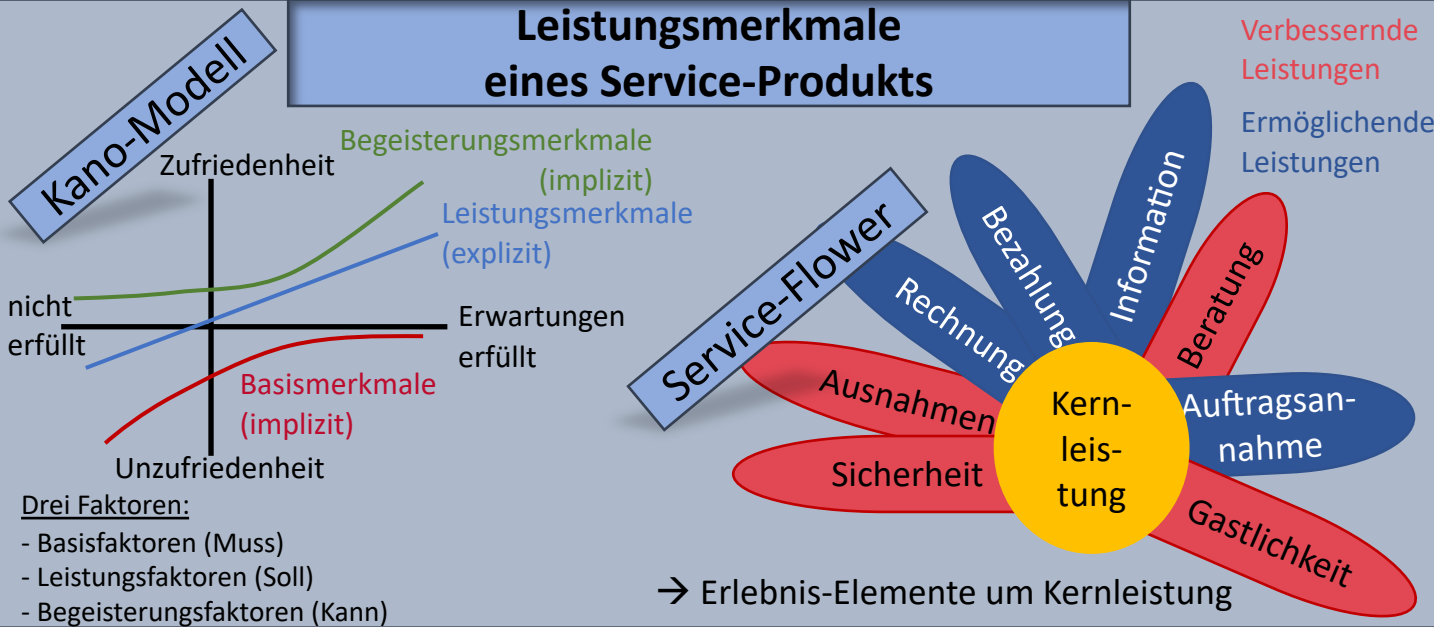 Leistungsmerkmale
eines Service-Produkts
Kano-Modell
Zufriedenheit
Begeisterungsmerkmale
(implizit)
Leistungsmerkmale
(explizit)
nicht
erfüllt
Erwartungen
erfüllt
Basismerkmale
(implizit)
Unzufriedenheit
Drei Faktoren:
- Basisfaktoren (Muss)
- Leistungsfaktoren (Soll)
- Begeisterungsfaktoren (Kann)
Verbessernde
Leistungen
Ermöglichende
Leistungen
Service-Flower
Sicherheit
Ausnahmen
Rechnung
Bezahlung
Information
Beratung
Auftragsan-
nahme
Gastlichkeit
Kern-
leis-
tung
→ Erlebnis-Elemente um Kernleistung